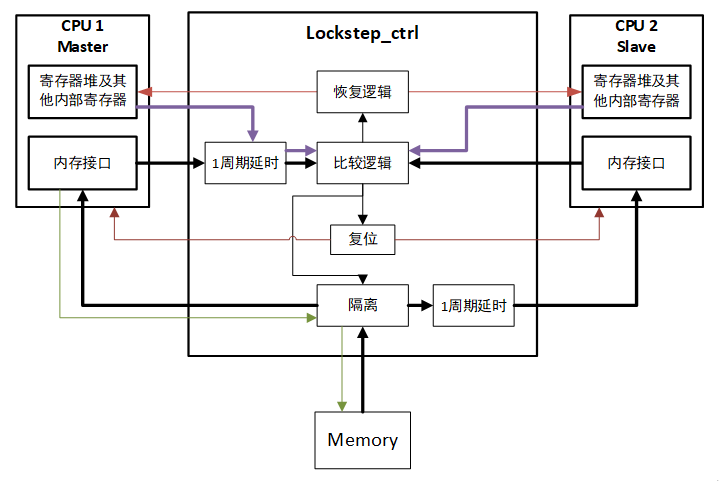 CPU 1
Master
Lockstep_ctrl
CPU 2
Slave
寄存器堆及其
他内部寄存器
恢复逻辑
寄存器堆及其
他内部寄存器
内存接口
1周期延时
比较逻辑
内存接口
复位
隔离
1周期延时
Memory